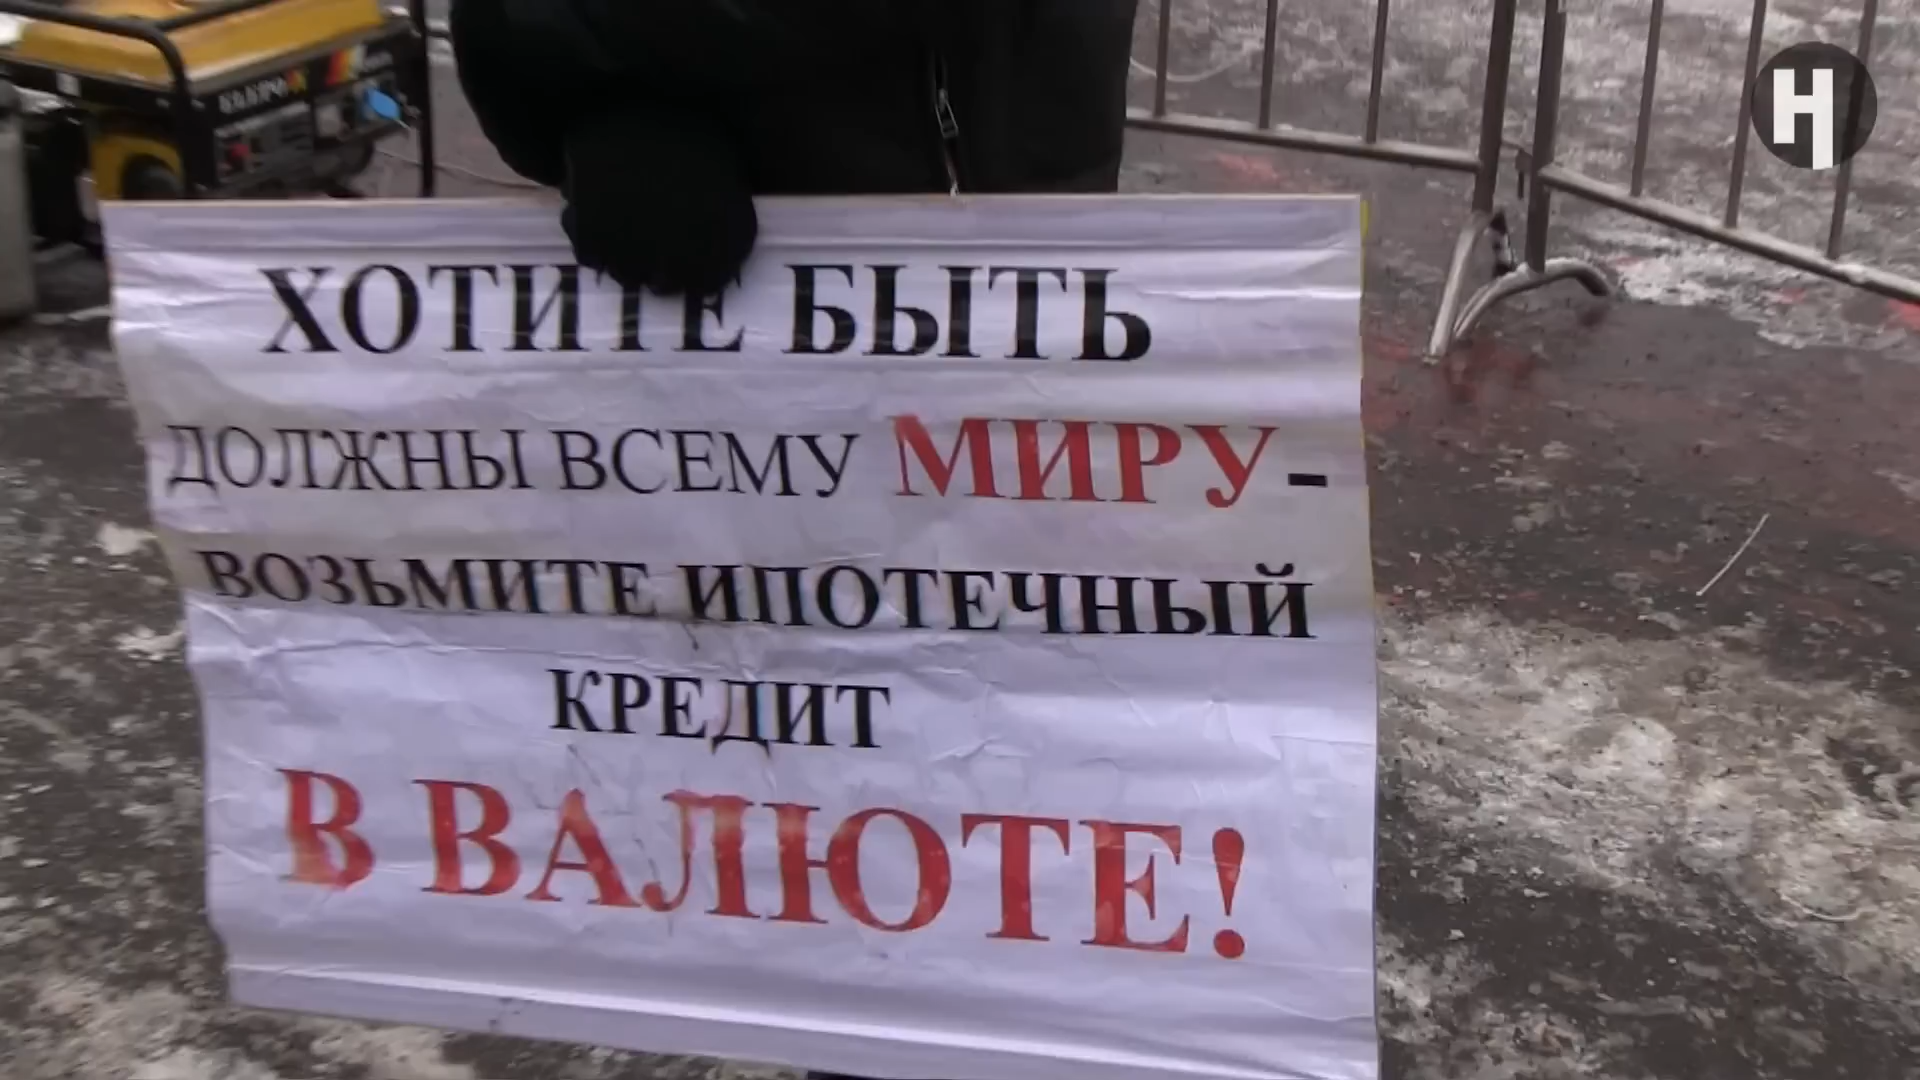 Н
ХОТИТЕ БЫТЬ
ДОЛЖНЫ ВСЕМУ МИРУ-
ВОЗЬМИТЕ ИПОТЕЧНЫЙ
КРЕДИТ
В ВАЛЮТЕ!